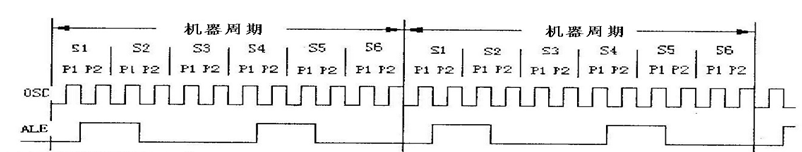 机器周期 机器周期
S1 S2 S3 S4 S5 S6 S1 S2 S3 S4 S5 S6
P1 P2 P1 P2 P1 P2 P1 P2 P1 P2 P1 P2 P1 P2 P1 P2 P1 P2 P1 P2 P1 P2 P1 P2
OSC
ALE